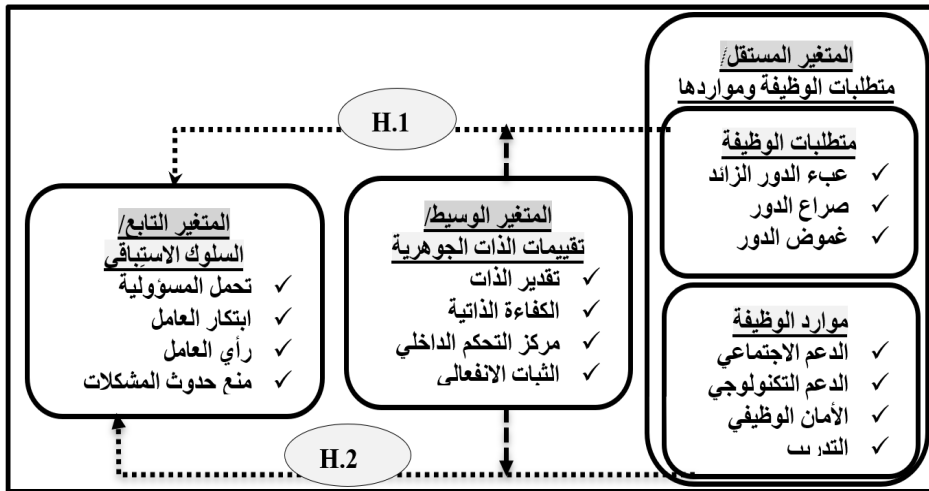 المتغير المستقل/
متطلبات الوظيفة ومواردها
متطلبات الوظيفة
✓ عبء الدور الزائد
✓ صراع الدور
✓ غموض الدور
موارد الوظيفة
✓ الدعم الاجتماعي
✓ الدعم التكنولوجي
✓ الأمان الوظيفي
✓ التدريب
H.1
المتغير الوسيط/
تقييمات الذات الجوهرية
✓ تقدير الذات
✓ الكفاءة الذاتية
✓ مركز التحكم الداخلي
✓ الثبات الانفعالي
المتغير التابع/
السلوك الاستباقي
✓ تحمل المسؤولية
✓ ابتكار العامل
✓ رأي العامل
✓ منع حدوث المشكلات
H.2